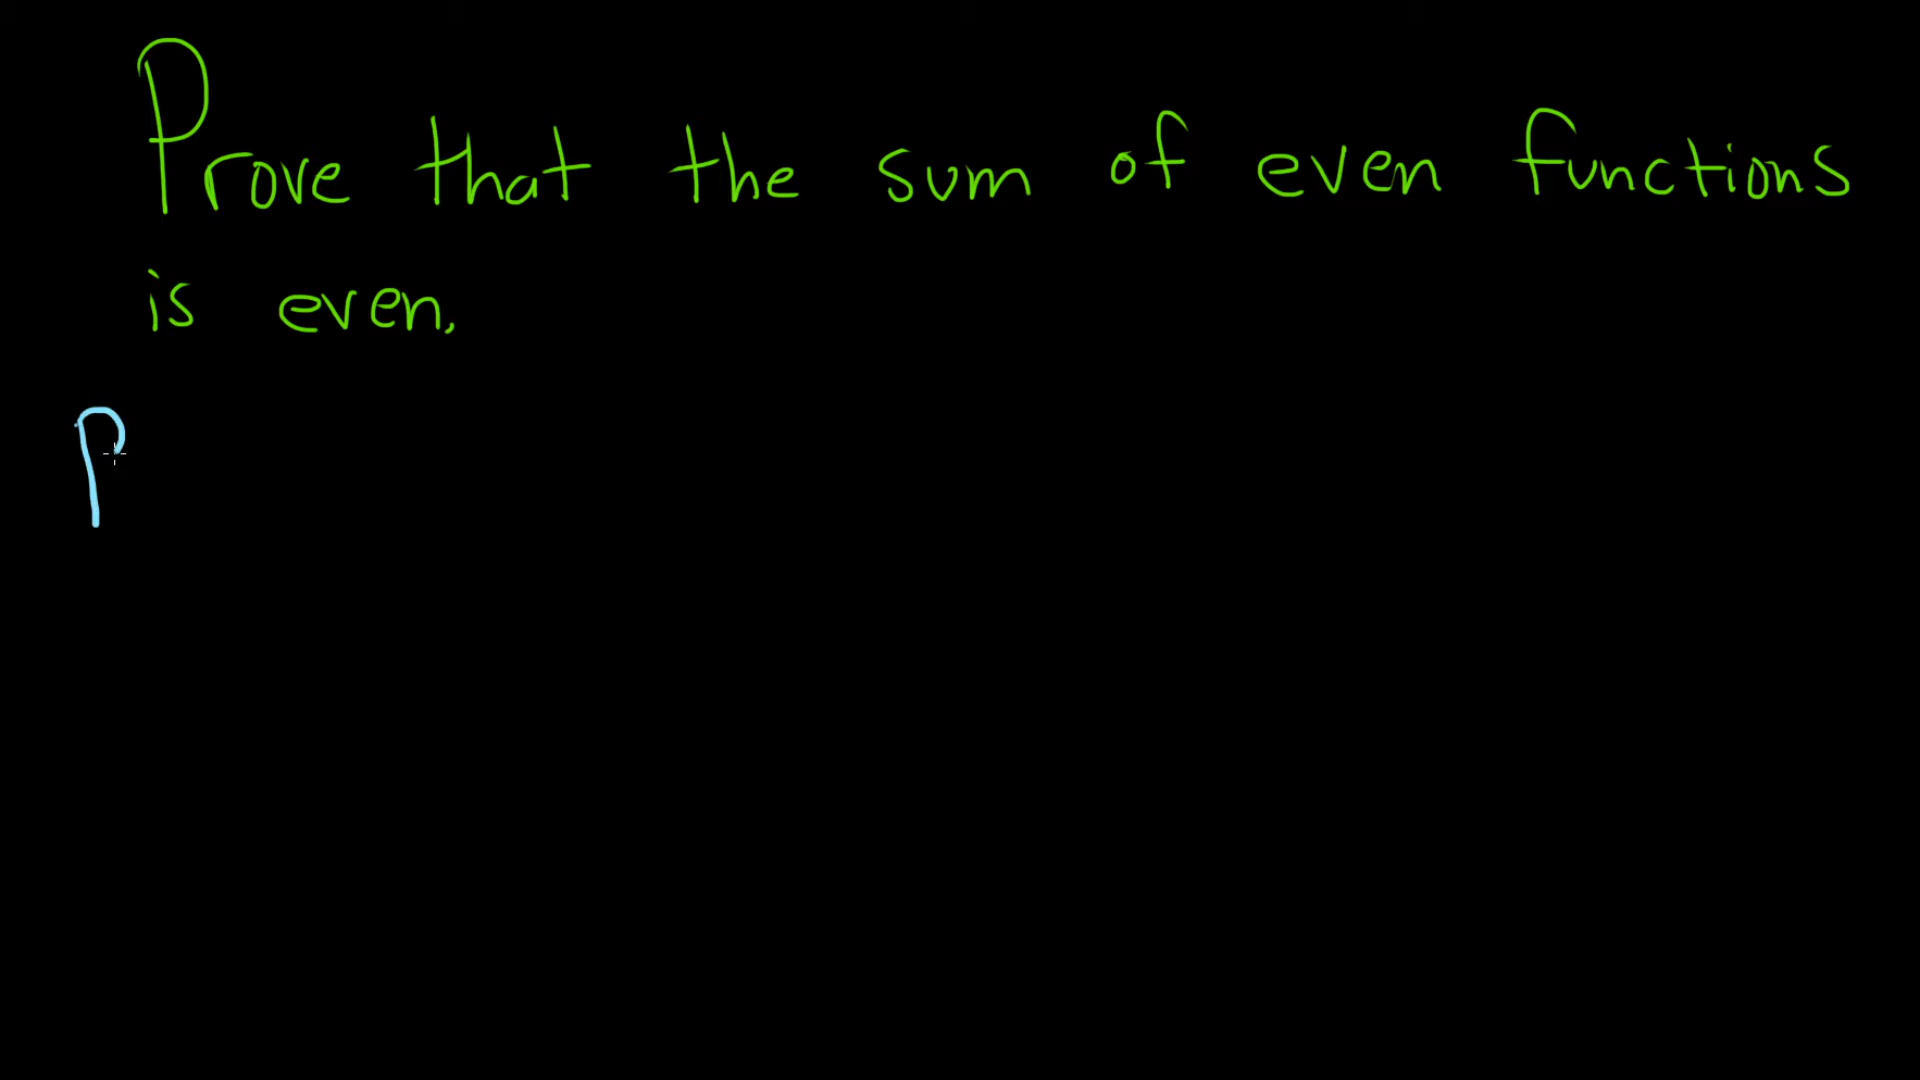 Prove that the sum of even functions
is even.
P